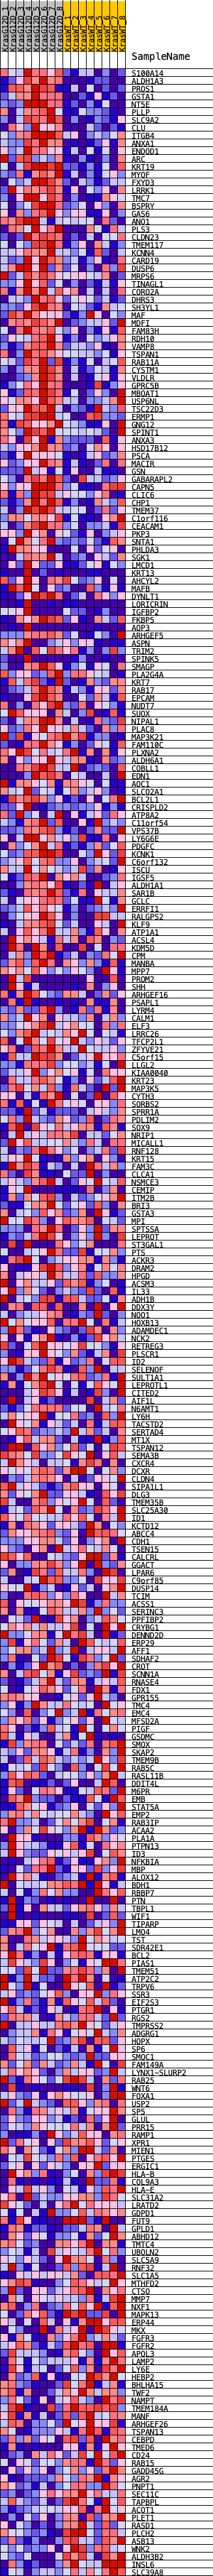 KrasG12D_1
KrasG12D_2
KrasG12D_3
KrasG12D_4
KrasG12D_5
KrasG12D_6
KrasG12D_7
KrasG12D_8
KrasWT_1
KrasWT_2
KrasWT_3
KrasWT_4
KrasWT_5
KrasWT_6
KrasWT_7
KrasWT_8
SampleName
S100A14
ALDH1A3
PROS1
GSTA1
NT5E
PLLP
SLC9A2
CLU
ITGB4
ANXA1
ENDOD1
ARC
KRT19
MYOF
FXYD3
LRRK1
TMC7
BSPRY
GAS6
ANO1
PLS3
CLDN23
TMEM117
KCNN4
CARD19
DUSP6
MRPS6
TINAGL1
CORO2A
DHRS3
SH3YL1
MAF
MDFI
FAM83H
RDH10
VAMP8
TSPAN1
RAB11A
CYSTM1
VLDLR
GPRC5B
MBOAT1
USP6NL
TSC22D3
ERMP1
GNG12
SPINT1
ANXA3
HSD17B12
PSCA
MACIR
GSN
GABARAPL2
CAPN5
CLIC6
CHP1
TMEM37
C1orf116
CEACAM1
PKP3
SNTA1
PHLDA3
SGK1
LMCD1
KRT13
AHCYL2
MAFB
DYNLT1
LORICRIN
IGFBP2
FKBP5
AQP3
ARHGEF5
ASPN
TRIM2
SPINK5
SMAGP
PLA2G4A
KRT7
RAB17
EPCAM
NUDT7
SUOX
NIPAL1
PLAC8
MAP3K21
FAM110C
PLXNA2
ALDH6A1
COBLL1
EDN1
AOC1
SLCO2A1
BCL2L1
CRISPLD2
ATP8A2
C11orf54
VPS37B
LY6G6E
PDGFC
KCNK1
C6orf132
ISCU
IGSF5
ALDH1A1
SAR1B
GCLC
ERRFI1
RALGPS2
KLF9
ATP1A1
ACSL4
KDM5D
CPM
MANBA
MPP7
PROM2
SHH
ARHGEF16
PSAPL1
LYRM4
CALM1
ELF3
LRRC26
TFCP2L1
ZFYVE21
C5orf15
LLGL2
KIAA0040
KRT23
MAP3K5
CYTH3
SORBS2
SPRR1A
PDLIM2
SOX9
NRIP1
MICALL1
RNF128
KRT15
FAM3C
CLCA1
NSMCE3
CEMIP
ITM2B
BRI3
GSTA3
MPI
SPTSSA
LEPROT
ST3GAL1
PTS
ACKR3
DRAM2
HPGD
ACSM3
IL33
ADH1B
DDX3Y
NQO1
HOXB13
ADAMDEC1
NCK2
RETREG3
PLSCR1
ID2
SELENOF
SULT1A1
LEPROTL1
CITED2
AIF1L
N6AMT1
LY6H
TACSTD2
SERTAD4
MT1X
TSPAN12
SEMA3B
CXCR4
DCXR
CLDN4
SIPA1L1
DLG3
TMEM35B
SLC25A30
ID1
KCTD12
ABCC4
CDH1
TSEN15
CALCRL
GGACT
LPAR6
C9orf85
DUSP14
TCIM
ACSS1
SERINC3
PPFIBP2
CRYBG1
DENND2D
ERP29
AFF1
SDHAF2
CROT
SCNN1A
RNASE4
FDX1
GPR155
TMC4
EMC4
MFSD2A
PIGF
GSDMC
SMOX
SKAP2
TMEM9B
RAB5C
RASL11B
DDIT4L
M6PR
EMB
STAT5A
EMP2
RAB3IP
ACAA2
PLA1A
PTPN13
ID3
NFKBIA
MBP
ALOX12
BDH1
RBBP7
PTN
TBPL1
WIF1
TIPARP
LMO4
TST
SDR42E1
BCL2
PIAS1
TMEM51
ATP2C2
TRPV6
SSR3
EIF2S3
PTGR1
RGS2
TMPRSS2
ADGRG1
HOPX
SP6
SMOC1
FAM149A
LYNX1-SLURP2
RAB25
WNT6
FOXA1
USP2
SP5
GLUL
PRR15
RAMP1
XPR1
MIEN1
PTGES
ERGIC1
HLA-B
COL9A3
HLA-E
SLC31A2
LRATD2
GDPD1
FUT9
GPLD1
ABHD12
TMTC4
UBQLN2
SLC5A9
RNF32
SLC1A5
MTHFD2
CTSO
MMP7
NXF1
MAPK13
ERP44
MKX
FGFR3
FGFR2
APOL3
LAMP2
LY6E
HEBP2
BHLHA15
TWF2
NAMPT
TMEM184A
MANF
ARHGEF26
TSPAN13
CEBPD
TMED6
CD24
RAB15
GADD45G
AGR2
PNPT1
SEC11C
TAPBPL
ACOT1
PLET1
RASD1
PLCH2
ASB13
WNK2
ALDH3B2
INSL6
SLC39A8